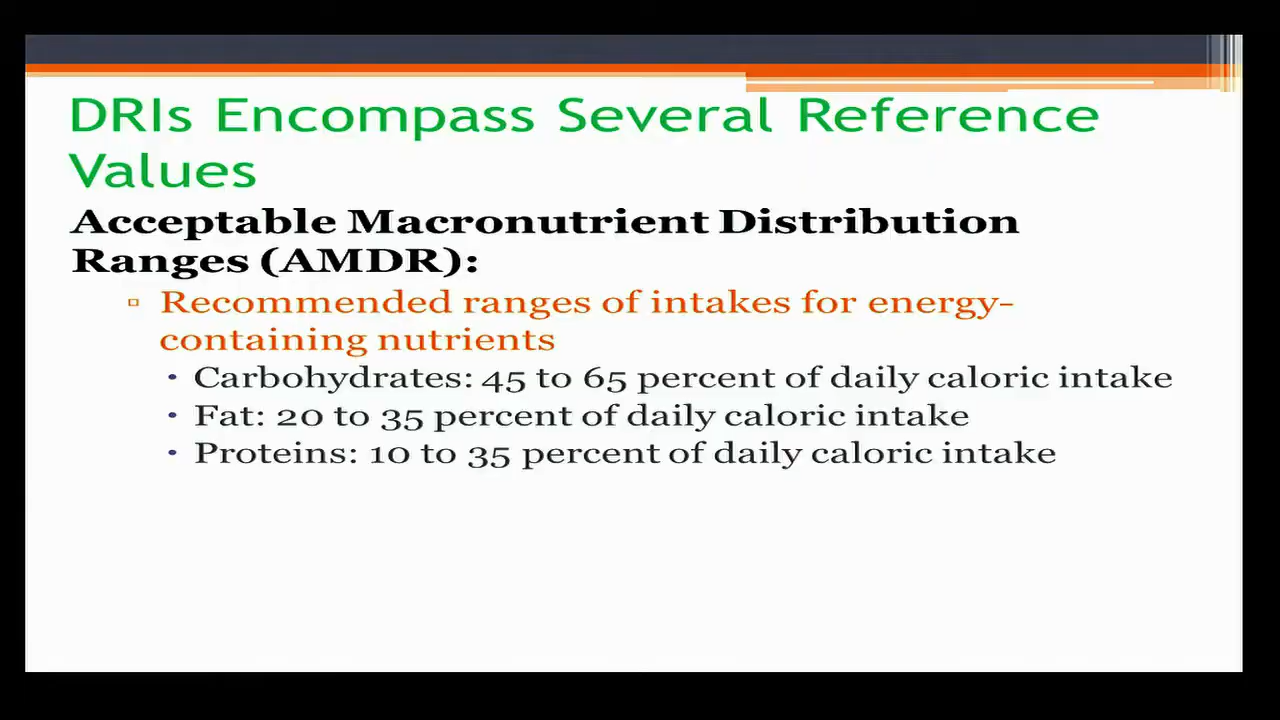 DRIs Encompass Several Reference
Values
Acceptable Macronutrient Distribution
Ranges (AMDR):
Recommended ranges of intakes for energy-
containing nutrients
• Carbohydrates: 45 to 65 percent of daily caloric intake
• Fat: 20 to 35 percent of daily caloric intake
• Proteins: 10 to 35 percent of daily caloric intake